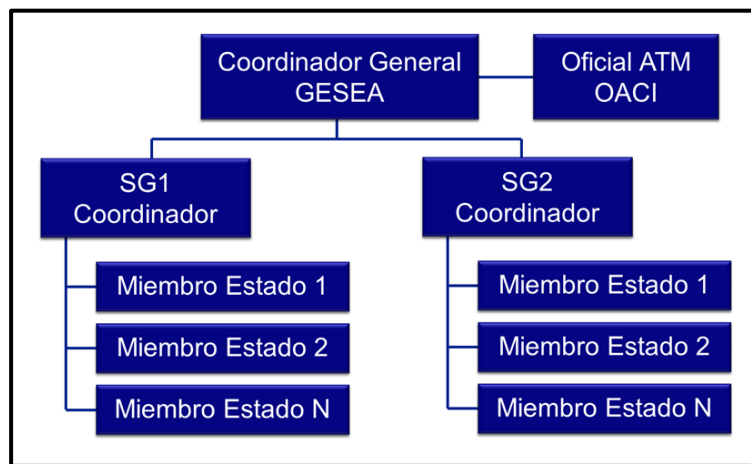 Coordinador General
GESEA
Oficial ATM
OACI
SG1
Coordinador
SG2
Coordinador
Miembro Estado 1
Miembro Estado 2
Miembro Estado N
Miembro Estado 1
Miembro Estado 2
Miembro Estado N